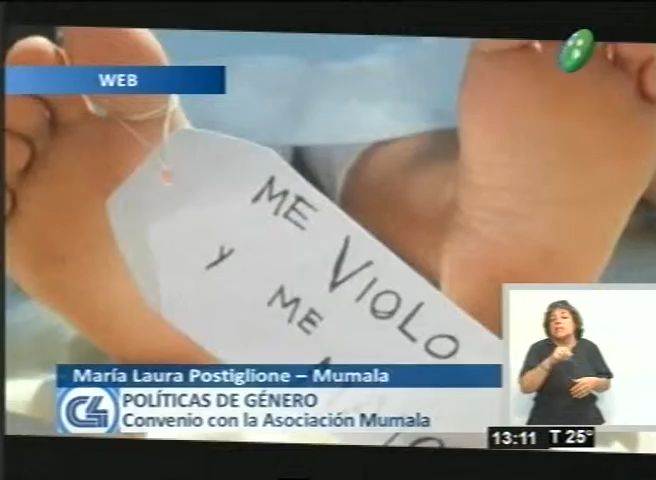 WEB
ME
VIOLO
Y ME
María Laura Postiglione – Mumala
C4
POLÍTICAS DE GÉNERO
Convenio con la Asociación Mumala
13:11 T 25°